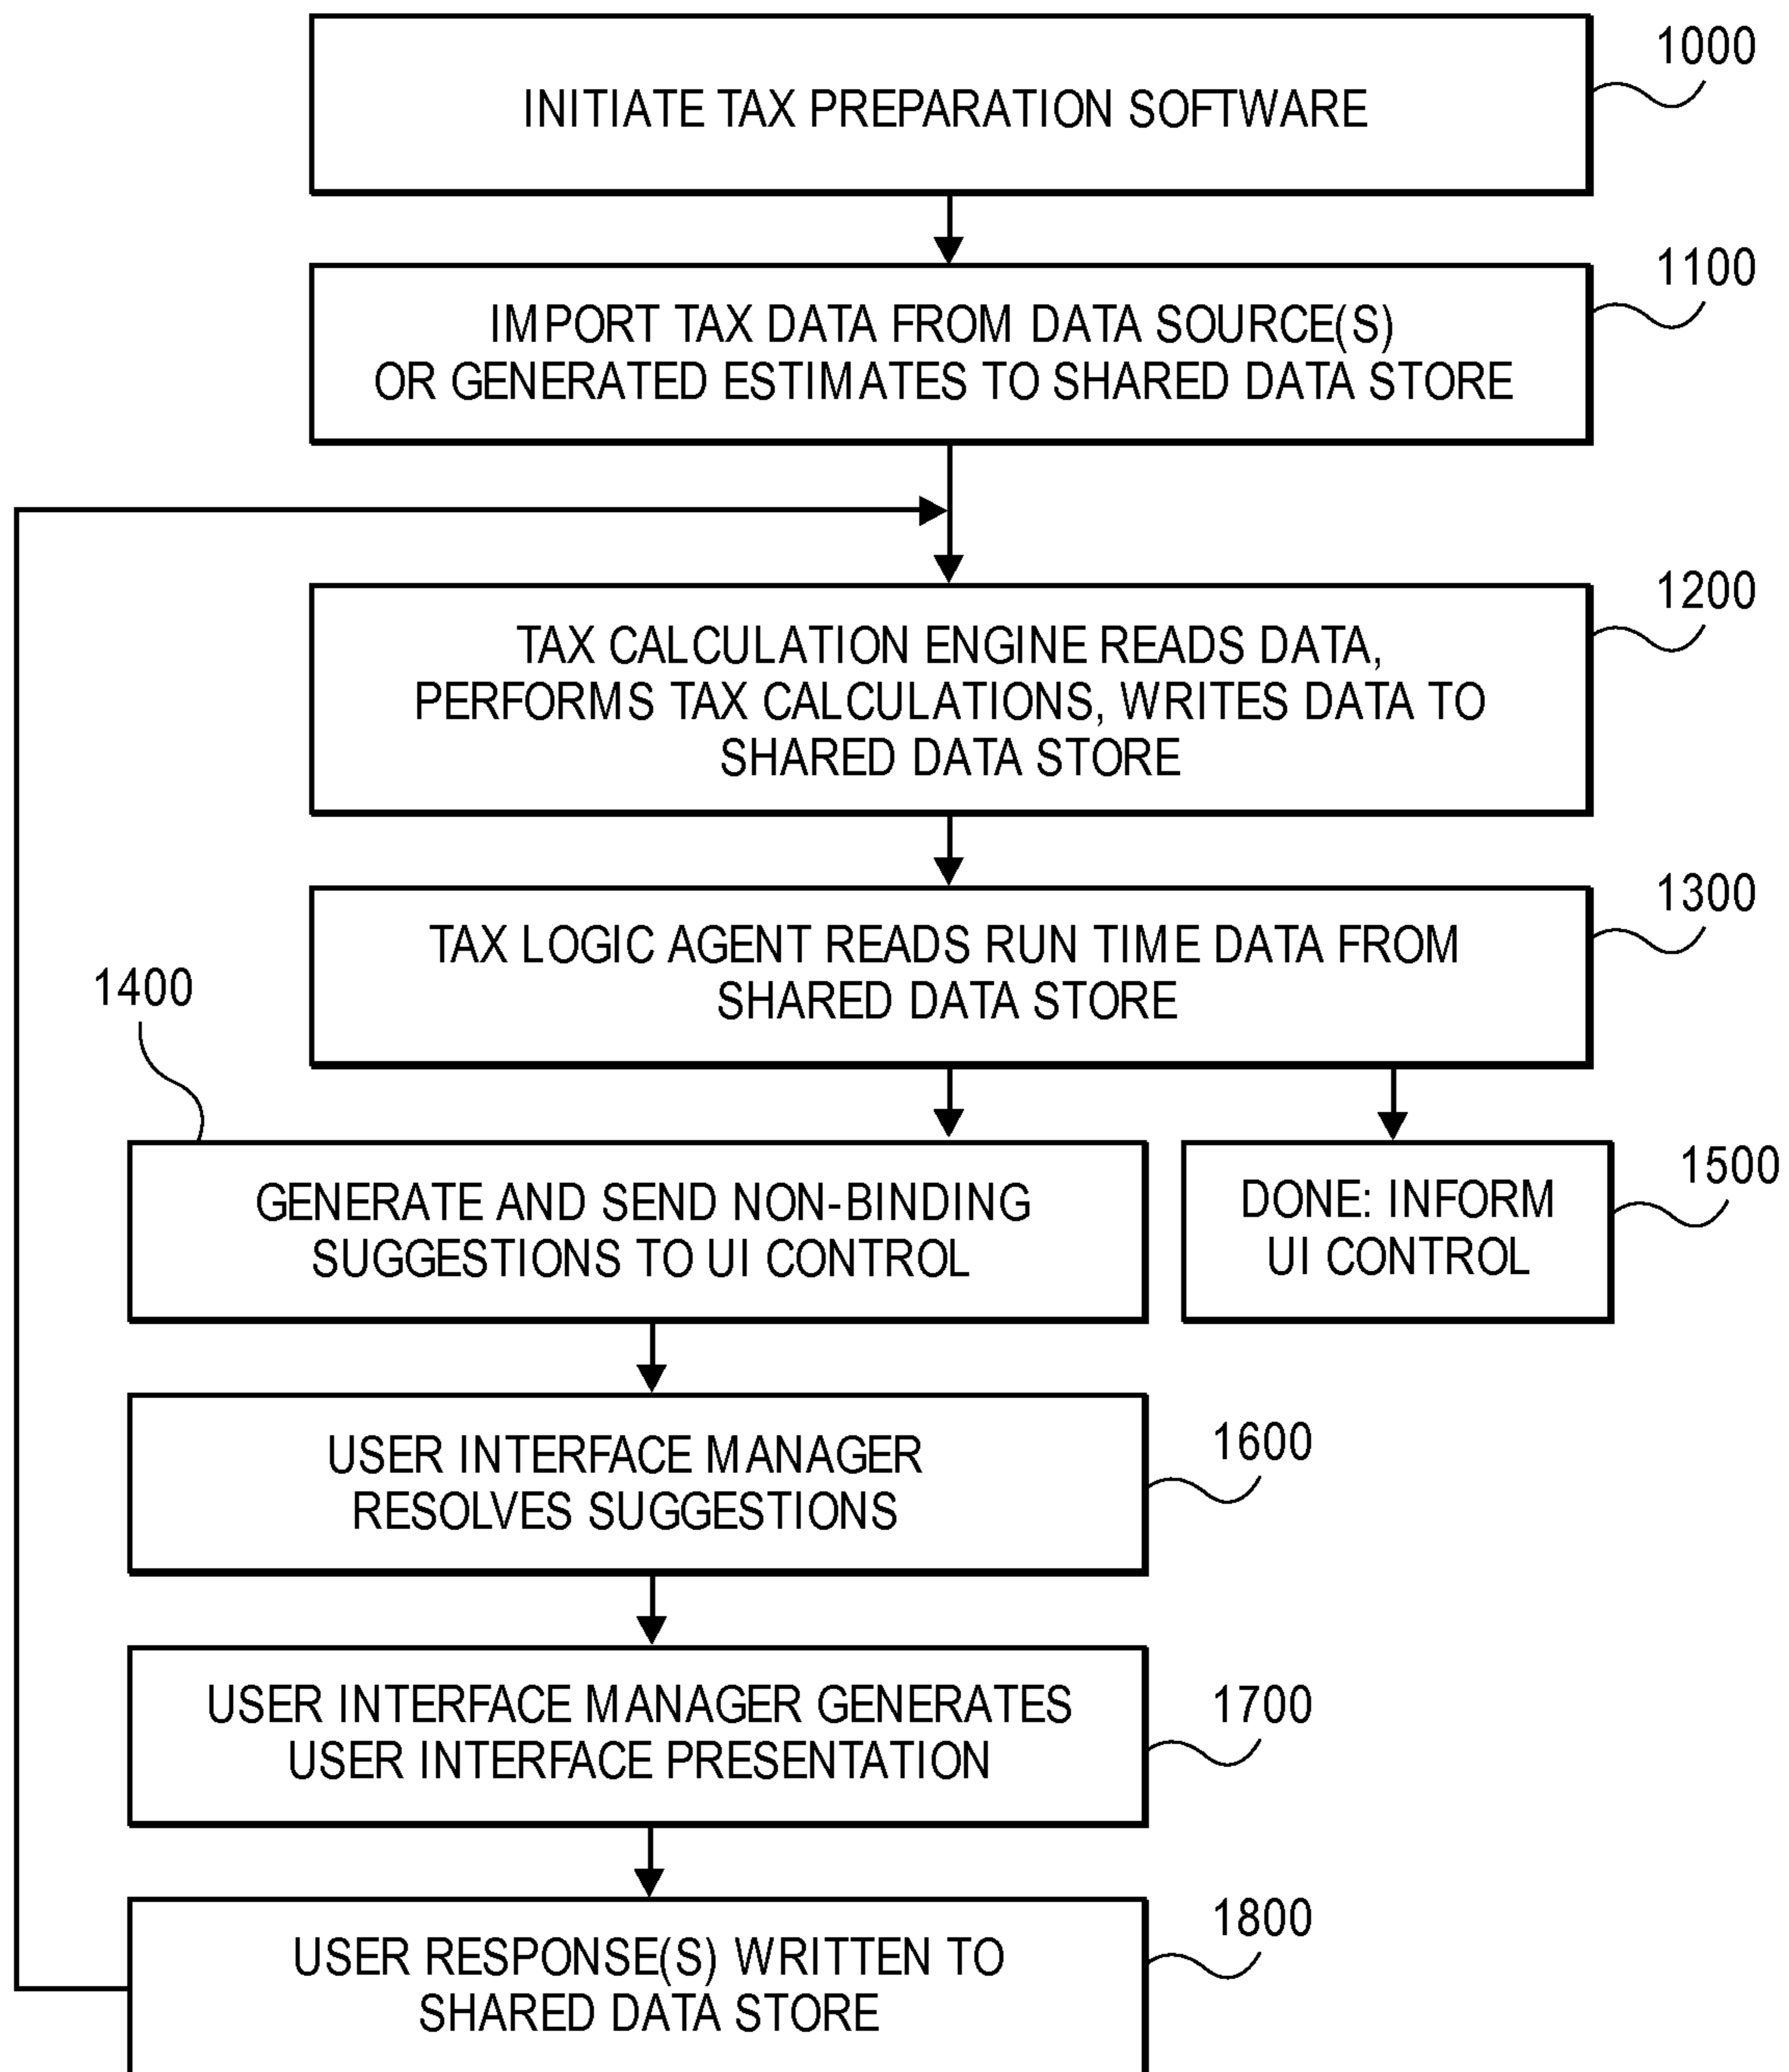 INITIATE TAX PREPARATION SOFTWARE
1000
IMPORT TAX DATA FROM DATA SOURCE(S)
OR GENERATED ESTIMATES TO SHARED DATA STORE
1100
TAX CALCULATION ENGINE READS DATA,
PERFORMS TAX CALCULATIONS, WRITES DATA TO
SHARED DATA STORE
1200
TAX LOGIC AGENT READS RUN TIME DATA FROM
SHARED DATA STORE
1300
1400
GENERATE AND SEND NON-BINDING
SUGGESTIONS TO UI CONTROL
DONE: INFORM
UI CONTROL
1500
USER INTERFACE MANAGER
RESOLVES SUGGESTIONS
1600
USER INTERFACE MANAGER GENERATES
USER INTERFACE PRESENTATION
1700
USER RESPONSE(S) WRITTEN TO
SHARED DATA STORE
1800